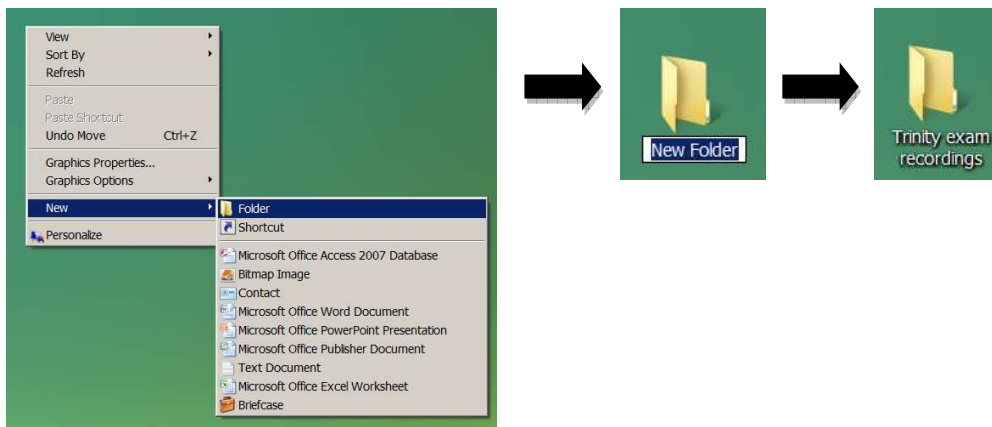 View
Sort By
Refresh
Paste
Paste Shortcut
Undo Move Ctrl+Z
Graphics Properties...
Graphics Options
New
Personalize
Folder
Shortcut
Microsoft Office Access 2007 Database
Bitmap Image
Contact
Microsoft Office Word Document
Microsoft Office PowerPoint Presentation
Microsoft Office Publisher Document
Text Document
Microsoft Office Excel Worksheet
Briefcase
New Folder
Trinity exam
recordings